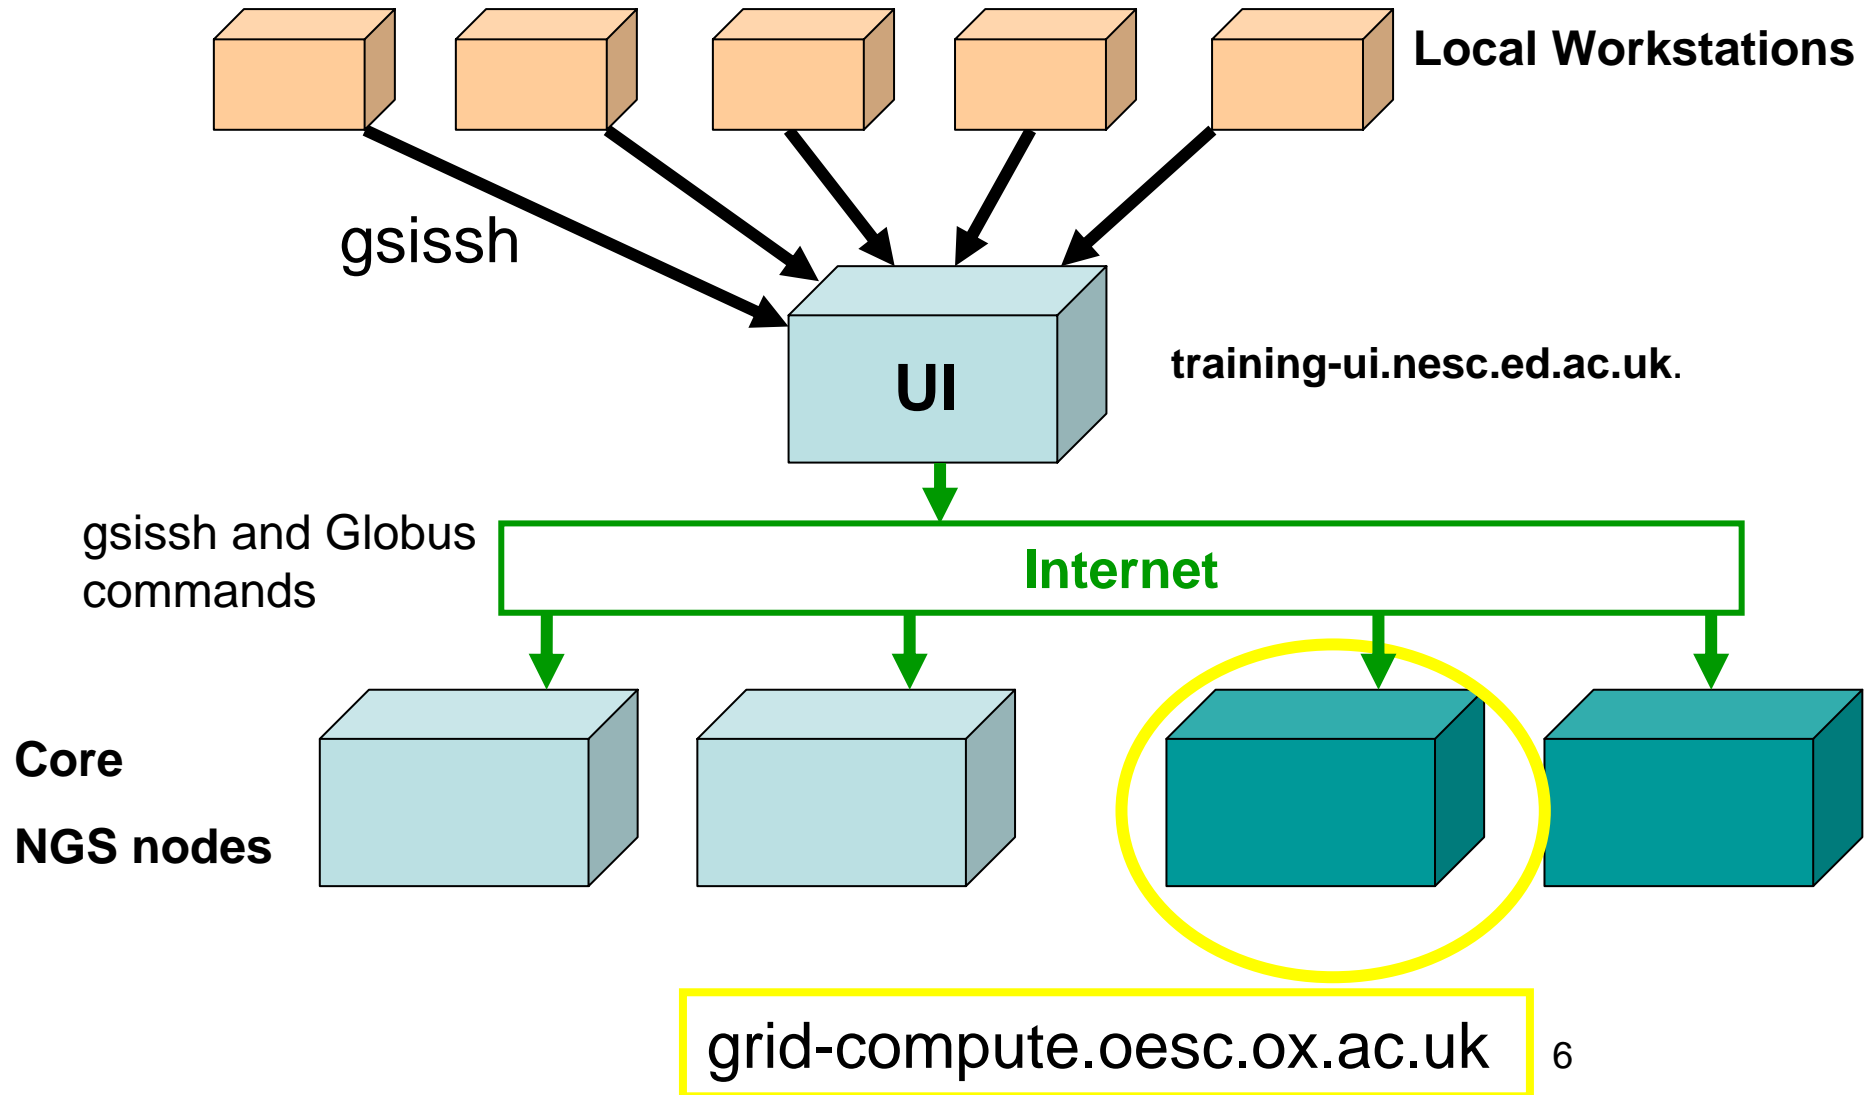 Local Workstations
gsissh
UI
training-ui.nesc.ed.ac.uk.
gsissh and Globus
commands
Internet
Core
NGS nodes
grid-compute.oesc.ox.ac.uk
6